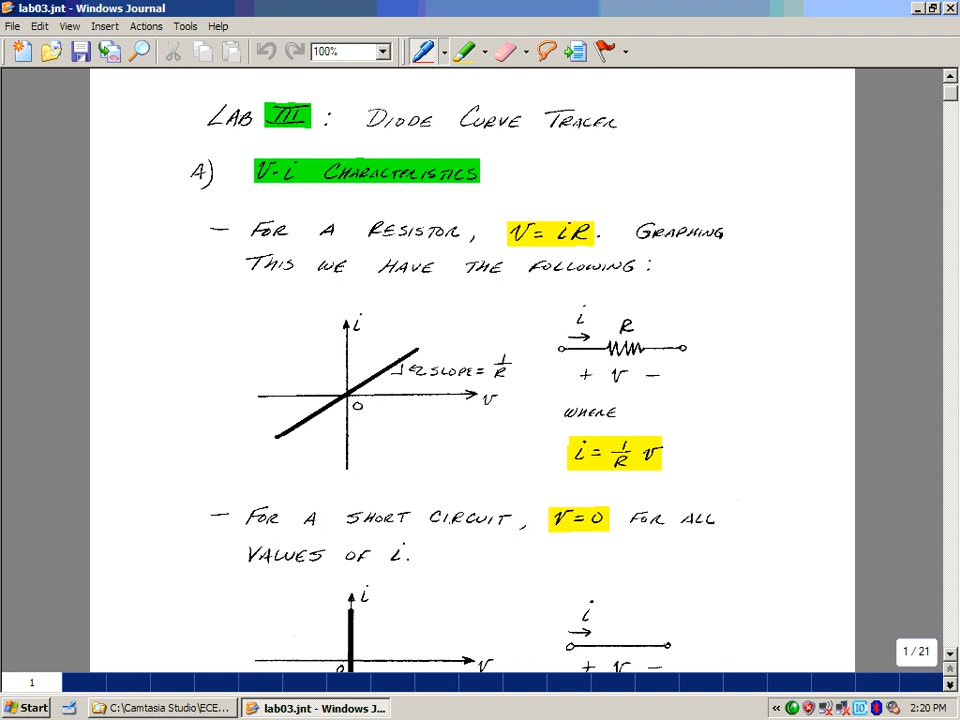 lab03.jnt - Windows Journal
File Edit View Insert Actions Tools Help
100%
LAB III : DIODE CURVE TRACER
A) V-i CHARACTERISTICS
— FOR A RESISTOR, V = iR. GRAPHING
THIS WE HAVE THE FOLLOWING :
i
SLOPE = 1/R
0
V
i
R
+ V −
WHERE
i = 1/R V
— FOR A SHORT CIRCUIT, V = 0 FOR ALL
VALUES OF i.
i
0
V
i
+ V −
1 / 21
1
Start
C:\Camtasia Studio\ECE...
lab03.jnt - Windows J...
«
2:20 PM